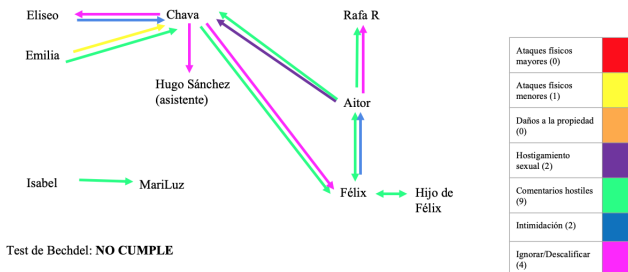 Eliseo
Chava
Rafa R
Emilia
Hugo Sánchez
(asistente)
Aitor
Isabel
MariLuz
Félix
Hijo de
Félix
Test de Bechdel: NO CUMPLE
Ataques físicos
mayores (0)
Ataques físicos
menores (1)
Daños a la propiedad
(0)
Hostigamiento
sexual (2)
Comentarios hostiles
(9)
Intimidación (2)
Ignorar/Descalificar
(4)